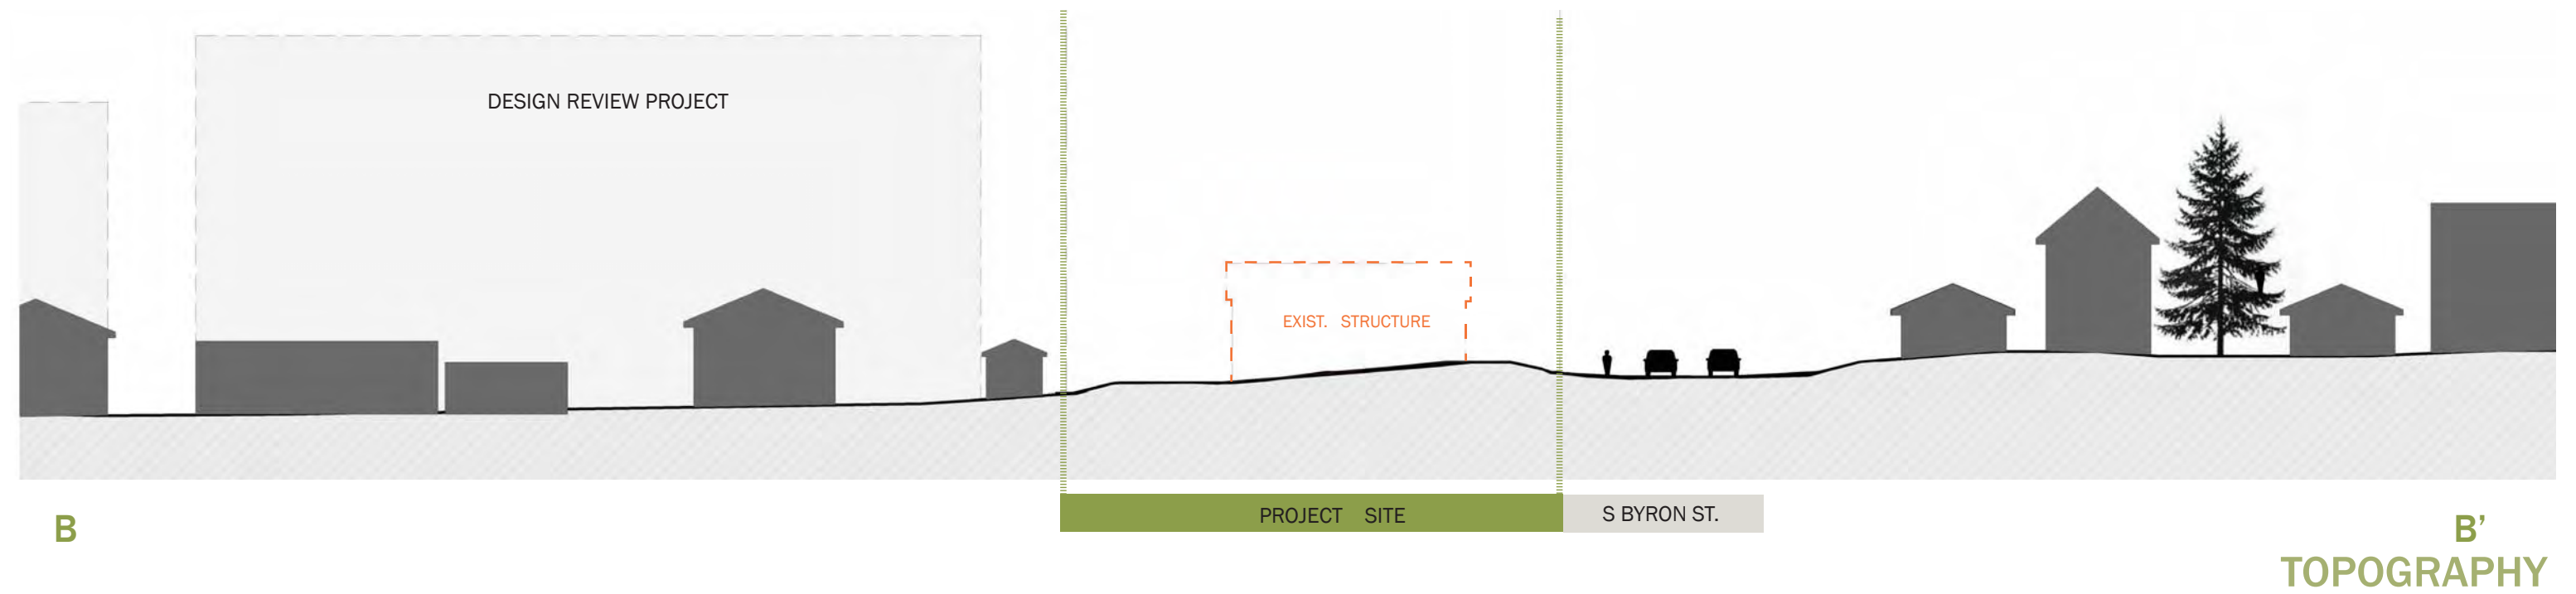 DESIGN REVIEW PROJECT
EXIST. STRUCTURE
PROJECT SITE
S BYRON ST.
B
B’
TOPOGRAPHY